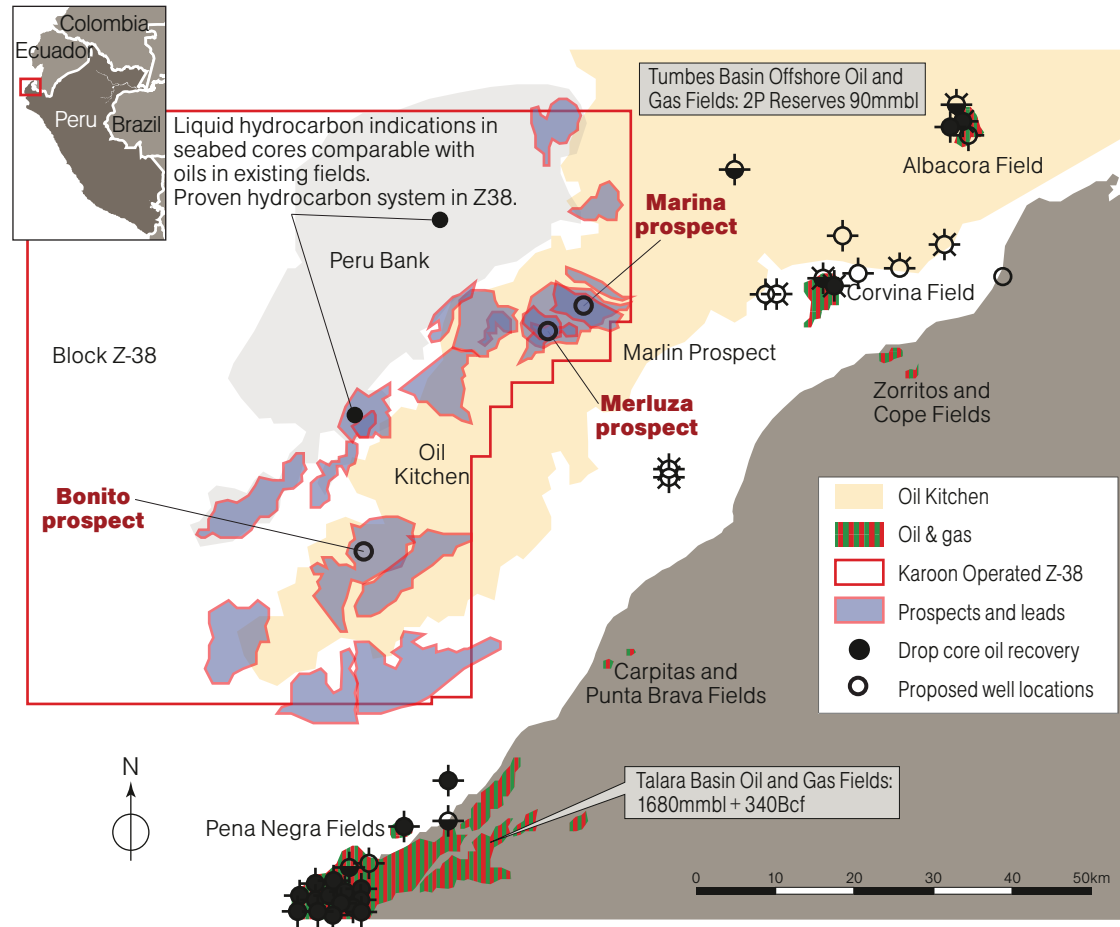 Colombia
Ecuador
Peru
Brazil
Tumbes Basin Offshore Oil and
Gas Fields: 2P Reserves 90mmbl
Liquid hydrocarbon indications in
seabed cores comparable with
oils in existing fields.
Proven hydrocarbon system in Z38.
Albacora Field
Marina
prospect
Peru Bank
Corvina Field
Block Z-38
Marlin Prospect
Zorritos and
Cope Fields
Merluza
prospect
Oil
Kitchen
Bonito
prospect
Oil Kitchen
Oil & gas
Karoon Operated Z-38
Prospects and leads
Drop core oil recovery
Proposed well locations
Carpitas and
Punta Brava Fields
N
Talara Basin Oil and Gas Fields:
1680mmbl + 340Bcf
Pena Negra Fields
0 10 20 30 40 50km